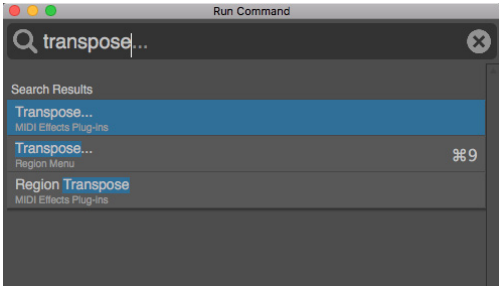 Run Command
transpose...
Search Results
Transpose...
MIDI Effects Plug-ins
Transpose...
Region Menu
⌘9
Region Transpose
MIDI Effects Plug-ins